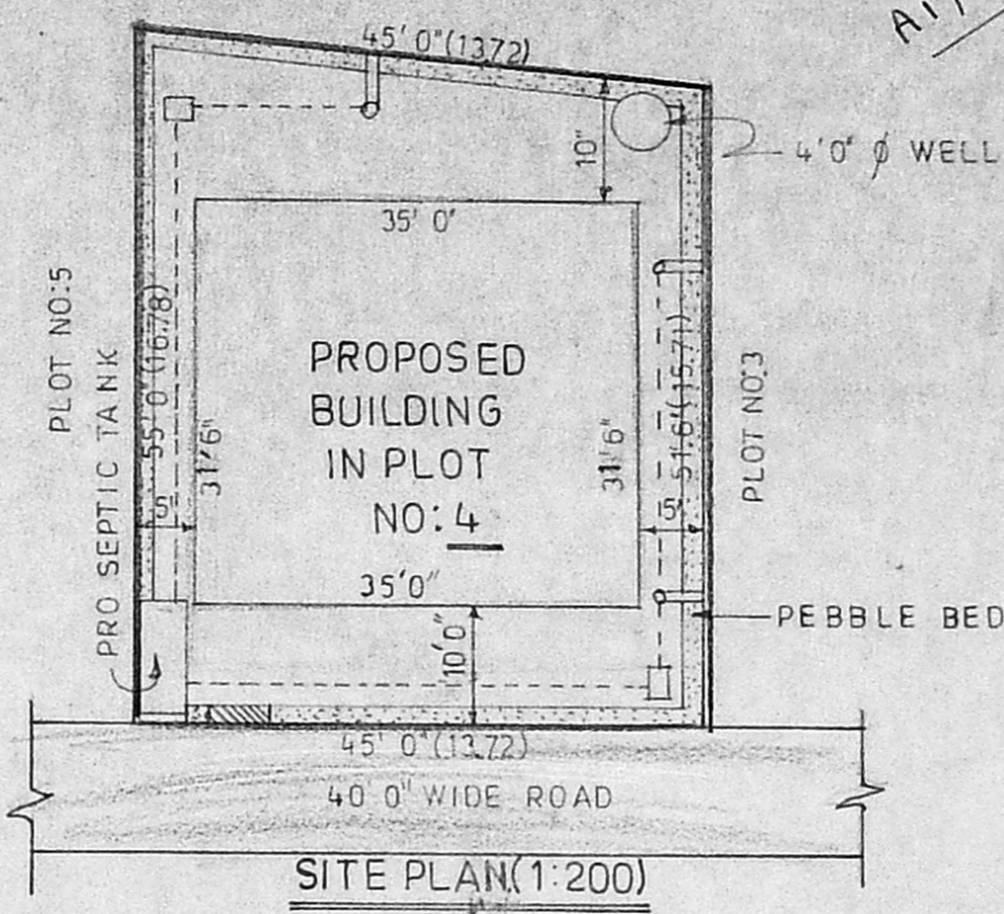 45' 0"(13.72)
4'0" ϕ WELL
10"
35' 0'
PLOT NO:5
PRO SEPTIC TANK
55' 0"(16.78)
31'6"
PROPOSED
BUILDING
IN PLOT
NO: 4
31'6"
51'.6"(15.71)
PLOT NO:3
5'
15'
35'0"
10'0"
PEBBLE BED
45' 0"(13.72)
40' 0" WIDE ROAD
SITE PLAN.(1:200)